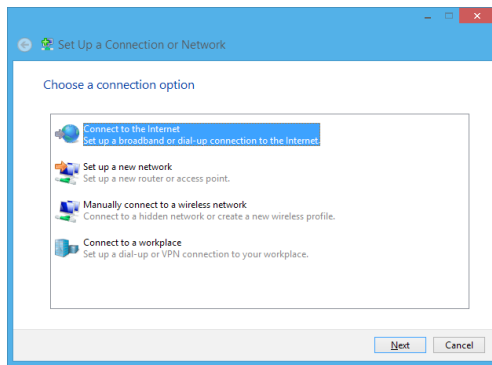 Set Up a Connection or Network
Choose a connection option
Connect to the Internet
Set up a broadband or dial-up connection to the Internet.
Set up a new network
Set up a new router or access point.
Manually connect to a wireless network
Connect to a hidden network or create a new wireless profile.
Connect to a workplace
Set up a dial-up or VPN connection to your workplace.
Next Cancel